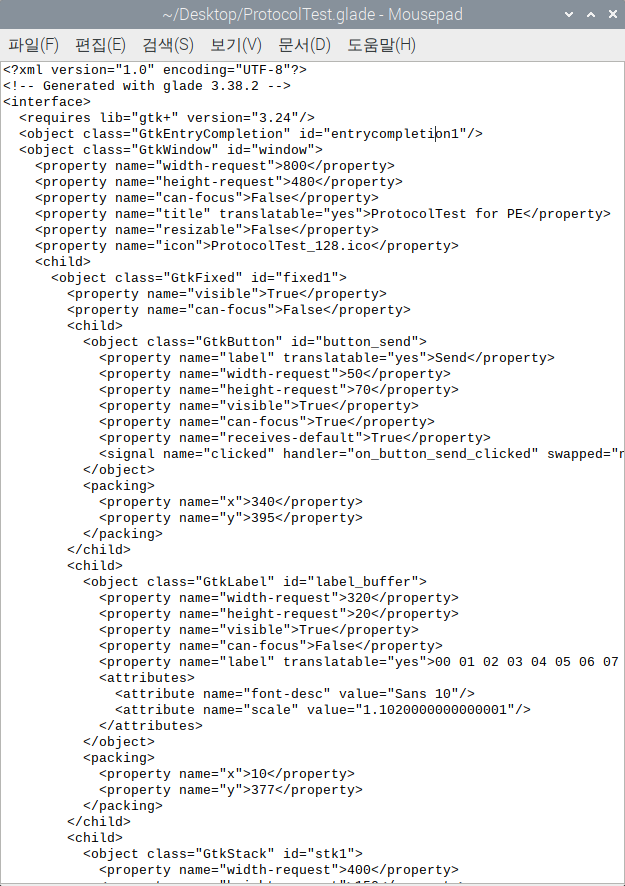 ~/Desktop/ProtocolTest.glade - Mousepad
파일(F) 편집(E) 검색(S) 보기(V) 문서(D) 도움말(H)
<?xml version="1.0" encoding="UTF-8"?>
<!-- Generated with glade 3.38.2 -->
<interface>
  <requires lib="gtk+" version="3.24"/>
  <object class="GtkEntryCompletion" id="entrycompletion1"/>
  <object class="GtkWindow" id="window">
    <property name="width-request">800</property>
    <property name="height-request">480</property>
    <property name="can-focus">False</property>
    <property name="title" translatable="yes">ProtocolTest for PE</property>
    <property name="resizable">False</property>
    <property name="icon">ProtocolTest_128.ico</property>
    <child>
      <object class="GtkFixed" id="fixed1">
        <property name="visible">True</property>
        <property name="can-focus">False</property>
        <child>
          <object class="GtkButton" id="button_send">
            <property name="label" translatable="yes">Send</property>
            <property name="width-request">50</property>
            <property name="height-request">70</property>
            <property name="visible">True</property>
            <property name="can-focus">True</property>
            <property name="receives-default">True</property>
            <signal name="clicked" handler="on_button_send_clicked" swapped="
          </object>
          <packing>
            <property name="x">340</property>
            <property name="y">395</property>
          </packing>
        </child>
        <child>
          <object class="GtkLabel" id="label_buffer">
            <property name="width-request">320</property>
            <property name="height-request">20</property>
            <property name="visible">True</property>
            <property name="can-focus">False</property>
            <property name="label" translatable="yes">00 01 02 03 04 05 06 07
            <attributes>
              <attribute name="font-desc" value="Sans 10"/>
              <attribute name="scale" value="1.1020000000000001"/>
            </attributes>
          </object>
          <packing>
            <property name="x">10</property>
            <property name="y">377</property>
          </packing>
        </child>
        <child>
          <object class="GtkStack" id="stk1">
            <property name="width-request">400</property>